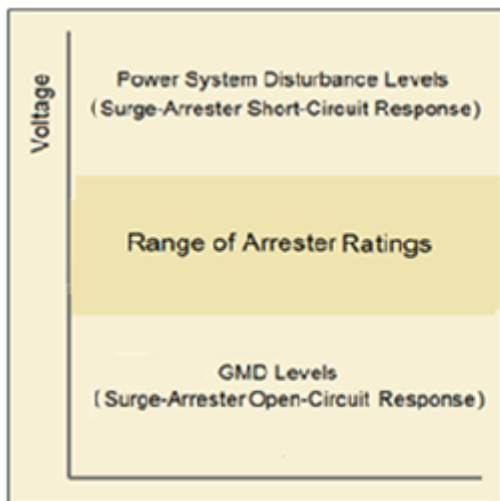 Voltage
Power System Disturbance Levels
(Surge-Arrester Short-Circuit Response)
Range of Arrester Ratings
GMD Levels
(Surge-Arrester Open-Circuit Response)